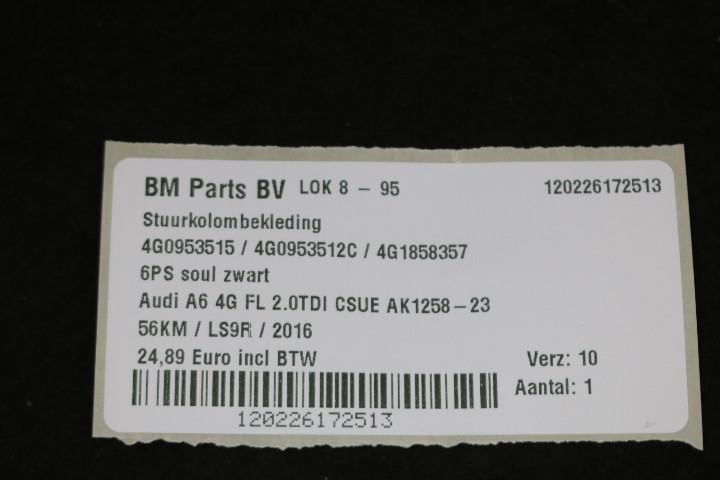 BM Parts BV LOK 8 - 95 120226172513
Stuurkolombekleding
4G0953515 / 4G0953512C / 4G1858357
6PS soul zwart
Audi A6 4G FL 2.0TDI CSUE AK1258-23
56KM / LS9R / 2016
24,89 Euro incl BTW Verz: 10
Aantal: 1
120226172513